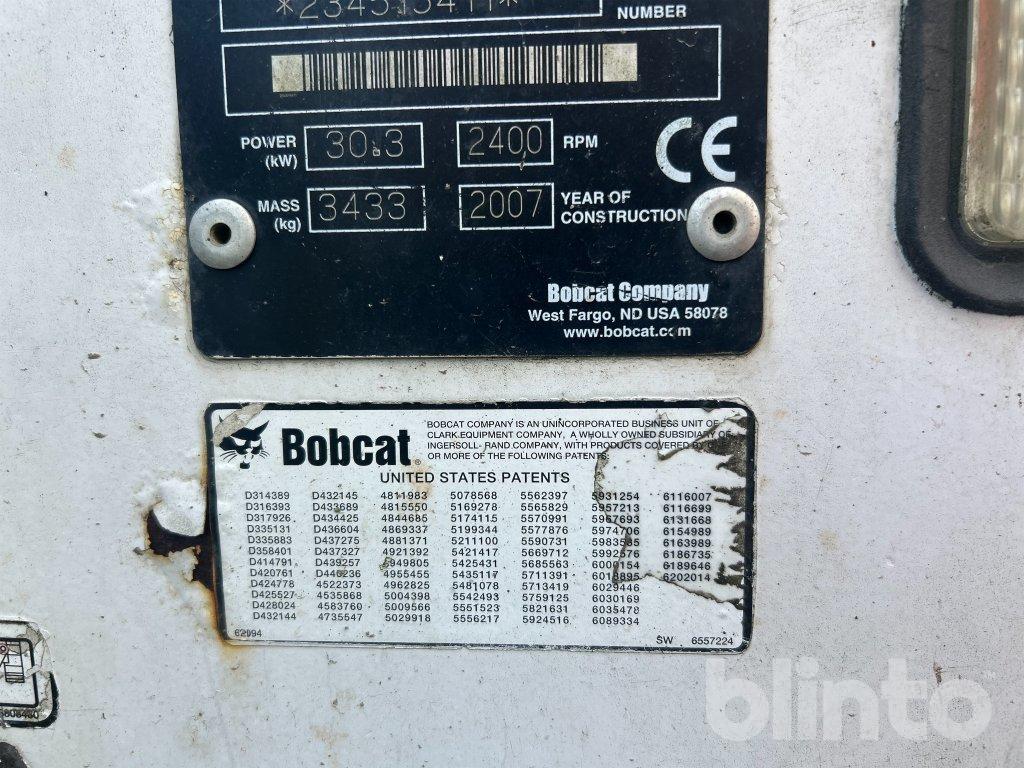 NUMBER
POWER (kW) 30.3 2400 RPM
MASS (kg) 3433 2007 YEAR OF CONSTRUCTION
CE
Bobcat Company
West Fargo, ND USA 58078
www.bobcat.com
Bobcat
BOBCAT COMPANY IS AN UNINCORPORATED BUSINESS UNIT OF
CLARK EQUIPMENT COMPANY, A WHOLLY OWNED SUBSIDIARY OF
INGERSOLL-RAND COMPANY, WITH PRODUCTS COVERED BY ONE
OR MORE OF THE FOLLOWING PATENTS:
UNITED STATES PATENTS
D314389 D432145 4811983 5078568 5562397 5931254 6116007
D316393 D433689 4815550 5169278 5565829 5957213 6116699
D317926 D434425 4844685 5174115 5570991 5967693 6131668
D335131 D436604 4869337 5199344 5577876 5974706 6154989
D335883 D437275 4881371 5211100 5590731 5983585 6163989
D358401 D437327 4921392 5421417 5669712 5992576 6186735
D414791 D439257 4949805 5425431 5685563 6000154 6189646
D420761 D440236 4955455 5435117 5711391 6018895 6202014
D424778 4522373 4962825 5481078 5713419 6029446
D425527 4535868 5004398 5542493 5759125 6030169
D428024 4583760 5009566 5551523 5821631 6035478
D432144 4735547 5029918 5556217 5924516 6089334
62094 SW 6557224
blinto